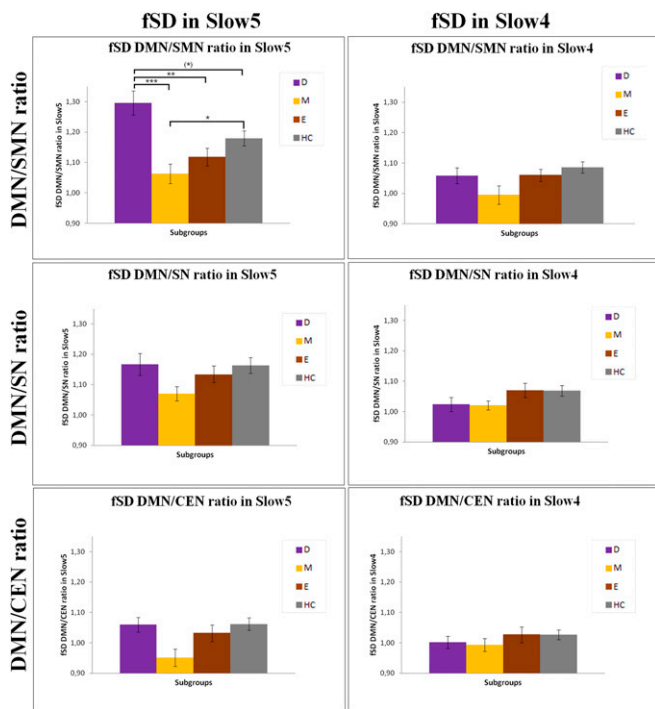 fSD in Slow5
fSD in Slow4
DMN/SMN ratio
fSD DMN/SMN ratio in Slow5
fSD DMN/SMN ratio in Slow5
1,30
1,20
1,10
1,00
0,90
(*)
**
***
*
D
M
E
HC
Subgroups
fSD DMN/SMN ratio in Slow4
fSD DMN/SMN ratio in Slow4
1,30
1,20
1,10
1,00
0,90
D
M
E
HC
Subgroups
DMN/SN ratio
fSD DMN/SN ratio in Slow5
fSD DMN/SN ratio in Slow5
1,30
1,20
1,10
1,00
0,90
D
M
E
HC
Subgroups
fSD DMN/SN ratio in Slow4
fSD DMN/SN ratio in Slow4
1,30
1,20
1,10
1,00
0,90
D
M
E
HC
Subgroups
DMN/CEN ratio
fSD DMN/CEN ratio in Slow5
fSD DMN/CEN ratio in Slow5
1,30
1,20
1,10
1,00
0,90
D
M
E
HC
Subgroups
fSD DMN/CEN ratio in Slow4
fSD DMN/CEN ratio in Slow4
1,30
1,20
1,10
1,00
0,90
D
M
E
HC
Subgroups